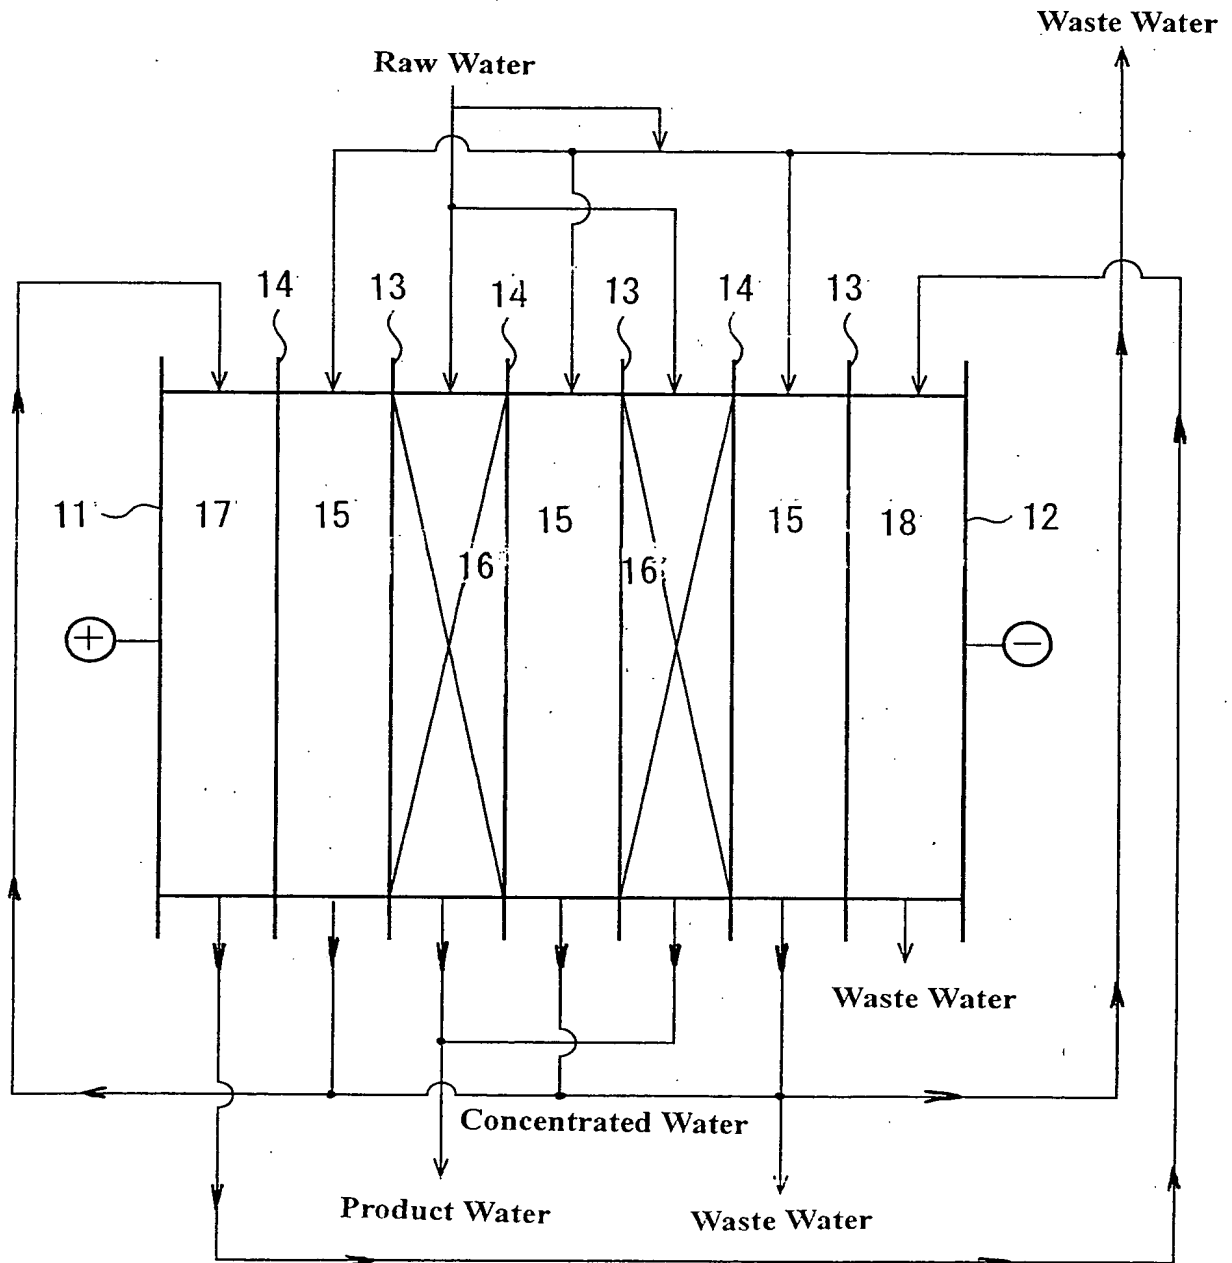 Waste Water
Raw Water
14 13 14 13 14 13
11 17 15 16 15 16 15 18 12
+ −
Waste Water
Concentrated Water
Product Water
Waste Water